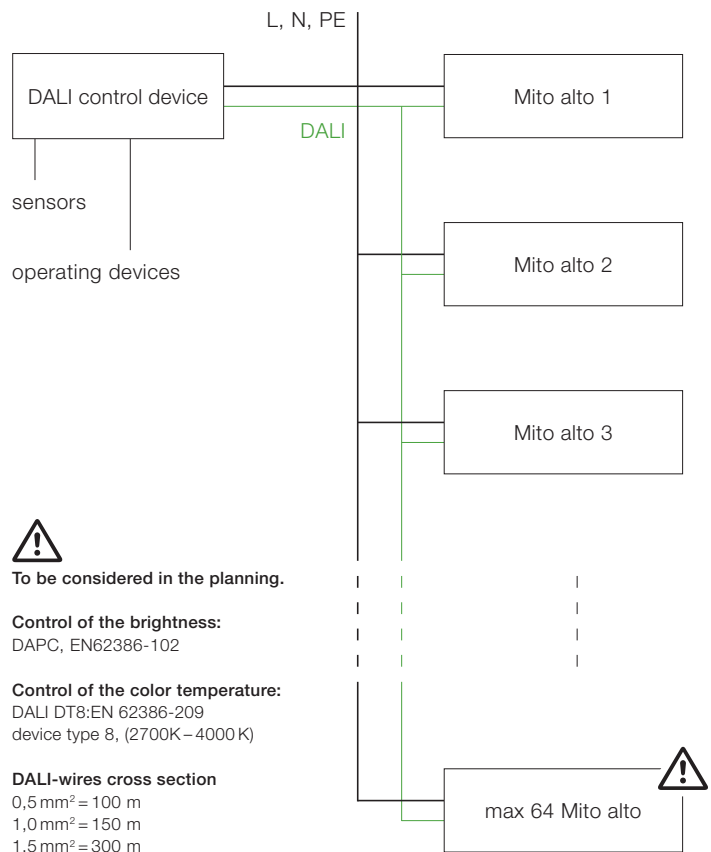 L, N, PE
DALI control device
Mito alto 1
DALI
sensors
operating devices
Mito alto 2
Mito alto 3
To be considered in the planning.
Control of the brightness:
DAPC, EN62386-102
Control of the color temperature:
DALI DT8:EN 62386-209
device type 8, (2700K – 4000 K)
DALI-wires cross section
0,5 mm² = 100 m
1,0 mm² = 150 m
1,5 mm² = 300 m
max 64 Mito alto